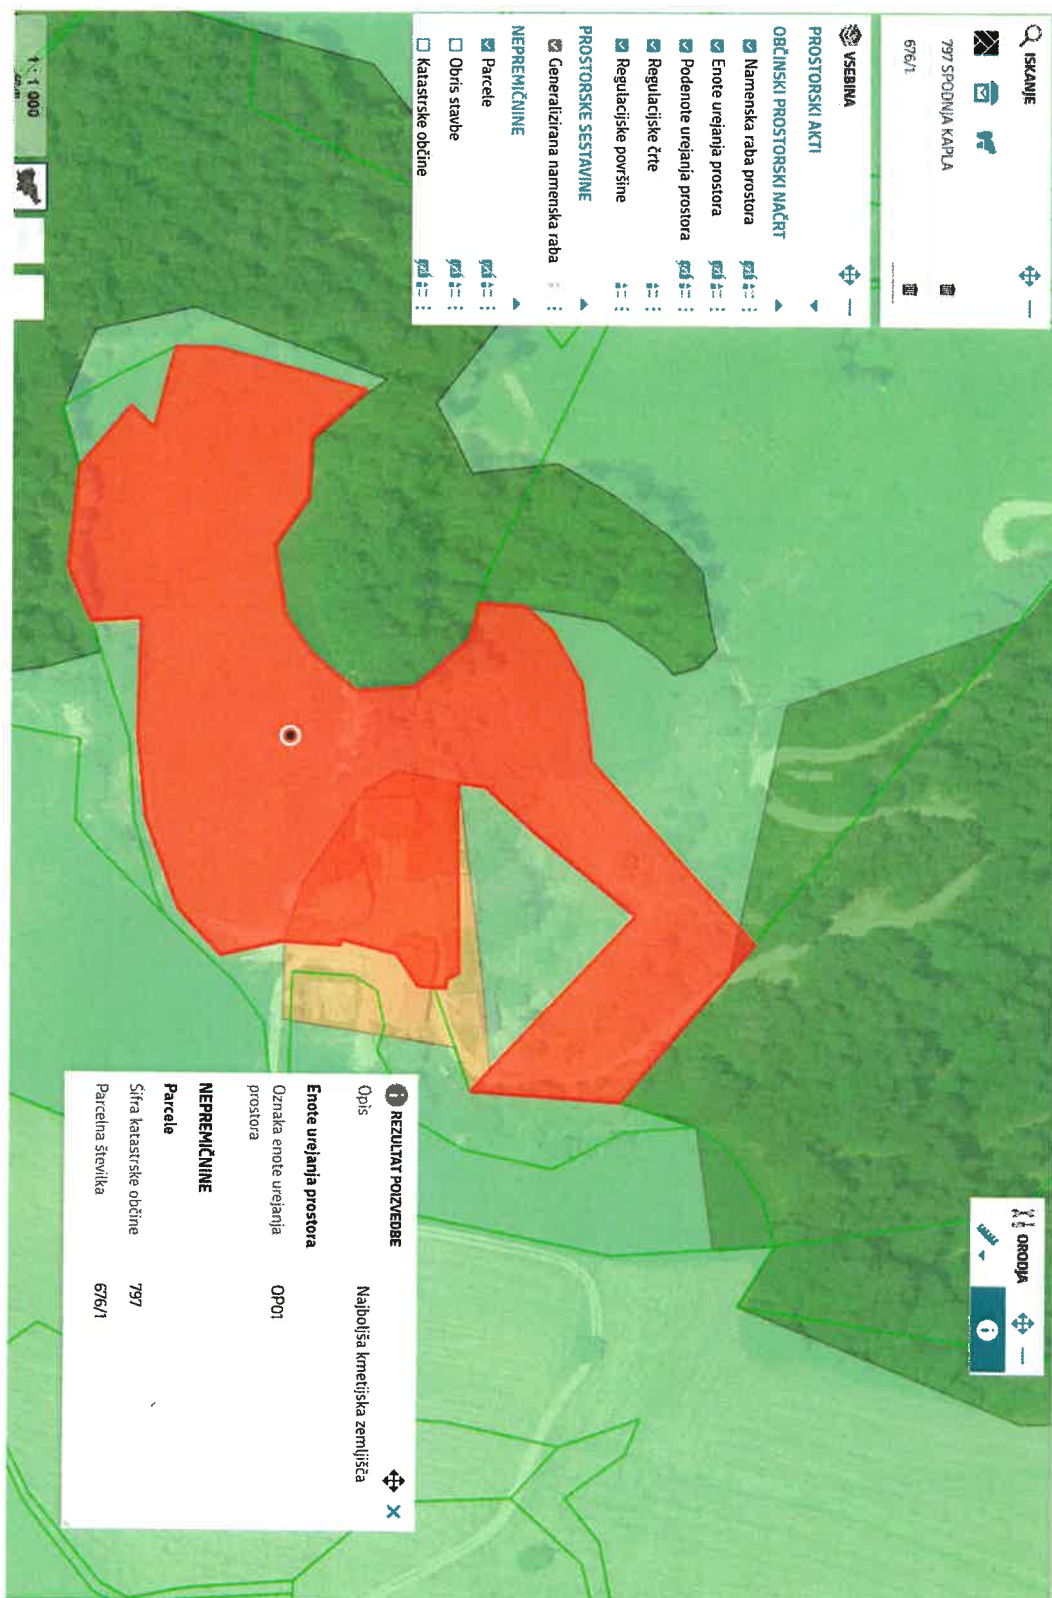 ISKANJE
797 SPODNJA KAPLA
676/1
VSEBINA
PROSTORSKI AKTI
OBČINSKI PROSTORSKI NAČRT
Namenska raba prostora
Enote urejanja prostora
Podenote urejanja prostora
Regulacijske črte
Regulacijske površine
PROSTORSKE SESTAVINE
Generalizirana namenska raba
NEPREMIČNINE
Parcele
Obris stavbe
Katastrske občine
1 : 1 000
ORODJA
REZULTAT POIZVEDBE
Opis Najboljša kmetijska zemljišča
Enote urejanja prostora
Oznaka enote urejanja OP01
prostora
NEPREMIČNINE
Parcele
Šifra katastrske občine 797
Parcelna številka 676/1